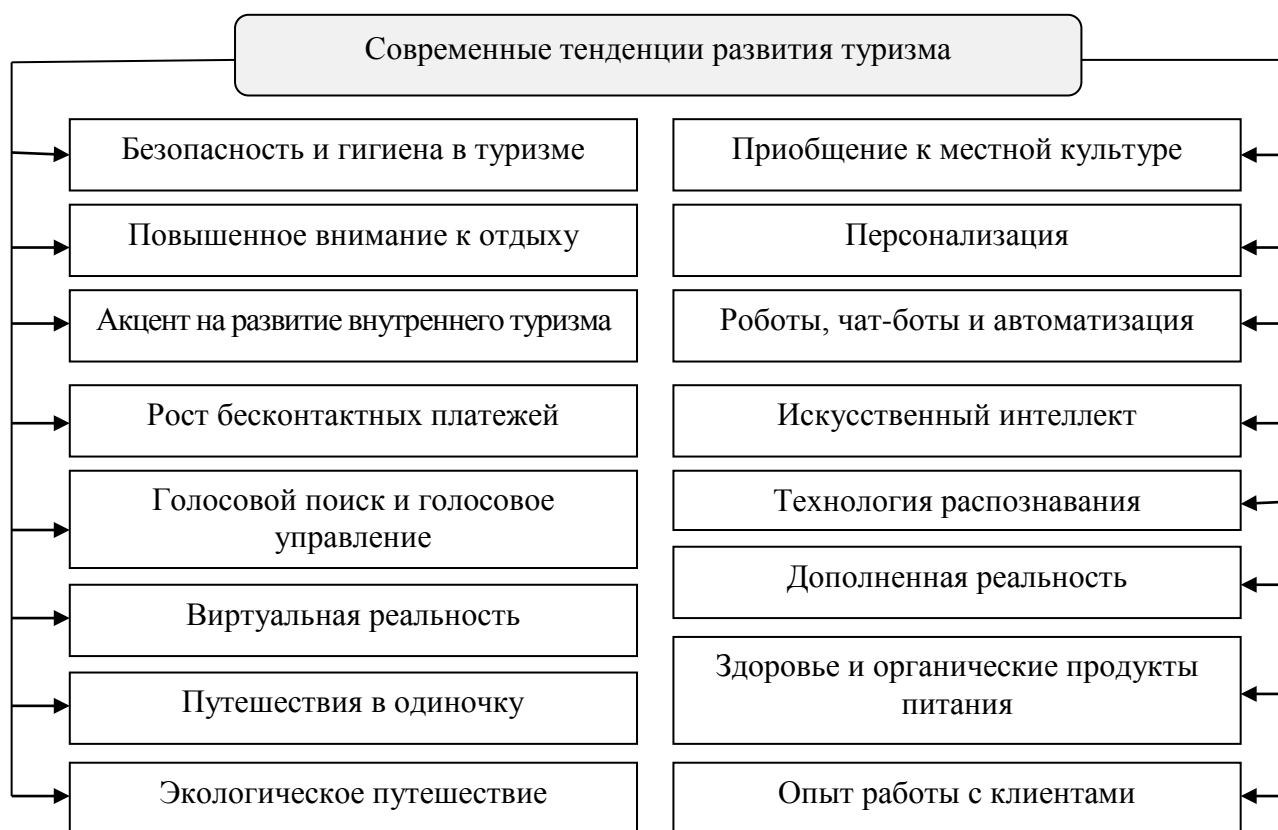 Современные тенденции развития туризма
Безопасность и гигиена в туризме
Повышенное внимание к отдыху
Акцент на развитие внутреннего туризма
Рост бесконтактных платежей
Голосовой поиск и голосовое
управление
Виртуальная реальность
Путешествия в одиночку
Экологическое путешествие
Приобщение к местной культуре
Персонализация
Роботы, чат-боты и автоматизация
Искусственный интеллект
Технология распознавания
Дополненная реальность
Здоровье и органические продукты
питания
Опыт работы с клиентами